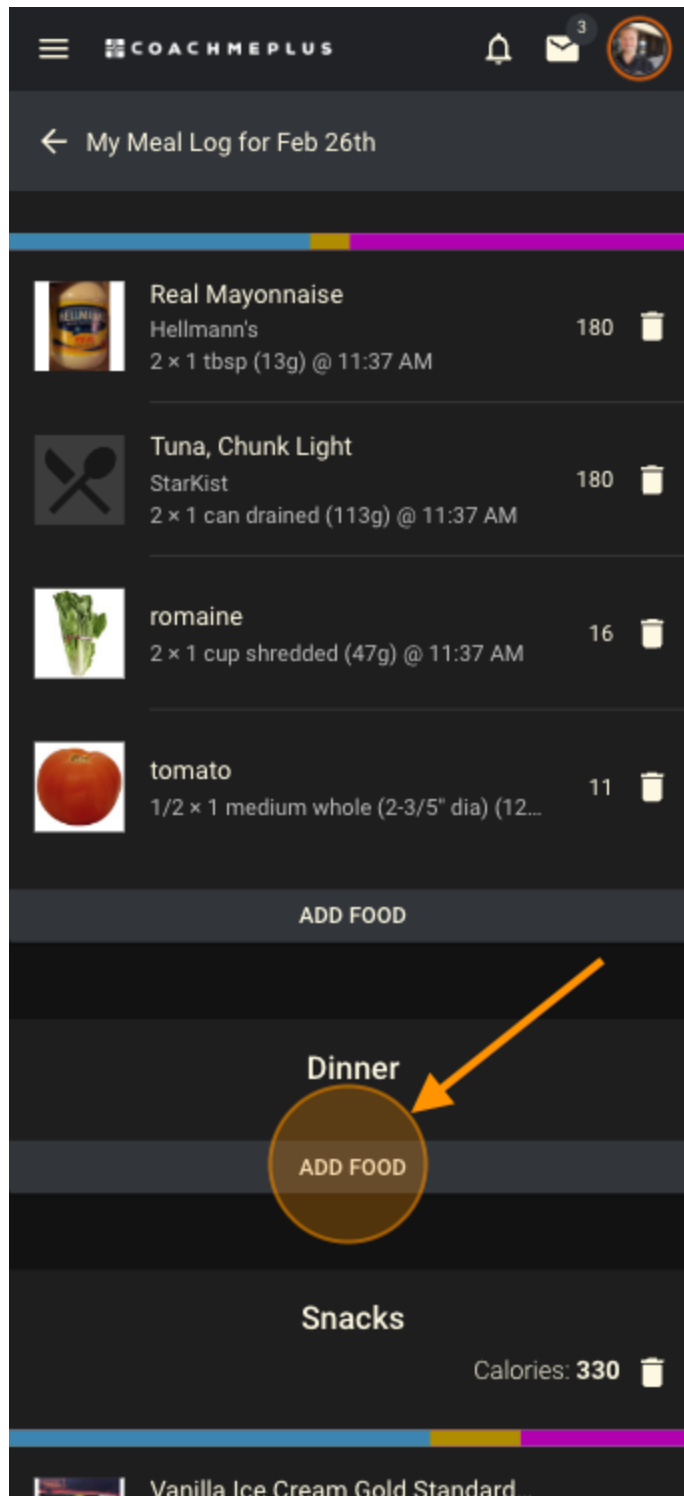 COACHMEPLUS
3
My Meal Log for Feb 26th
Real Mayonnaise
Hellmann's
180
2 × 1 tbsp (13g) @ 11:37 AM
Tuna, Chunk Light
StarKist
180
2 × 1 can drained (113g) @ 11:37 AM
romaine
16
2 × 1 cup shredded (47g) @ 11:37 AM
tomato
11
1/2 × 1 medium whole (2-3/5" dia) (12...
ADD FOOD
Dinner
ADD FOOD
Snacks
Calories: 330
Vanilla Ice Cream Gold Standard...